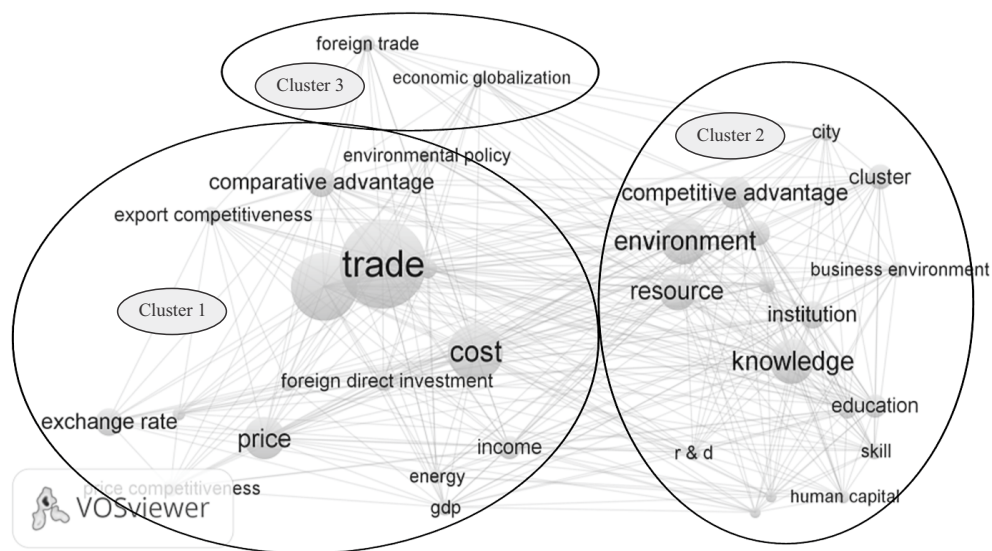 foreign trade
Cluster 3
economic globalization
environmental policy
comparative advantage
export competitiveness
trade
Cluster 1
cost
foreign direct investment
exchange rate
price
income
energy
price competitiveness
gdp
VOSviewer
Cluster 2
city
cluster
competitive advantage
environment
business environment
resource
institution
knowledge
education
r & d
skill
human capital